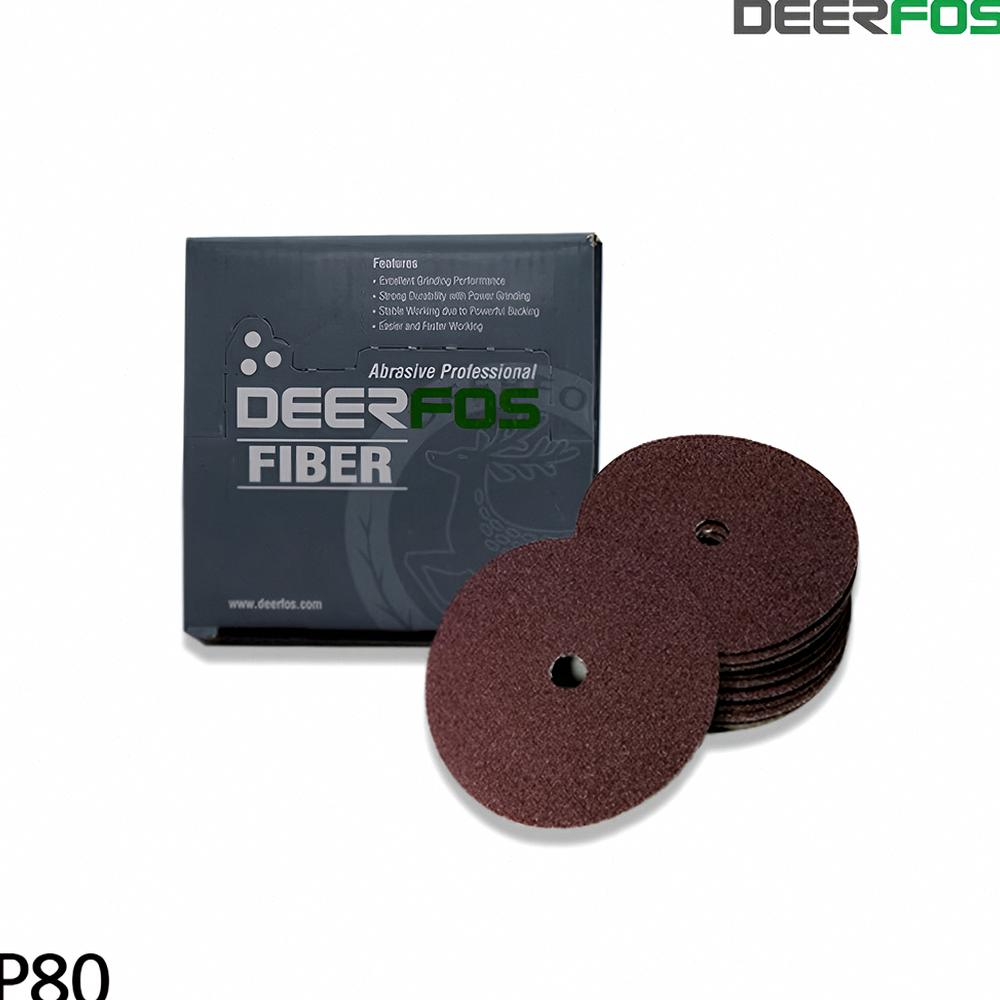 DEERFOS
Features
• Excellent Grinding Performance
• Strong Durability with Power Grinding
• Stable Working due to Powerful Backing
• Easier and Faster Working
Abrasive Professional
DEERFOS
FIBER
www.deerfos.com
P80